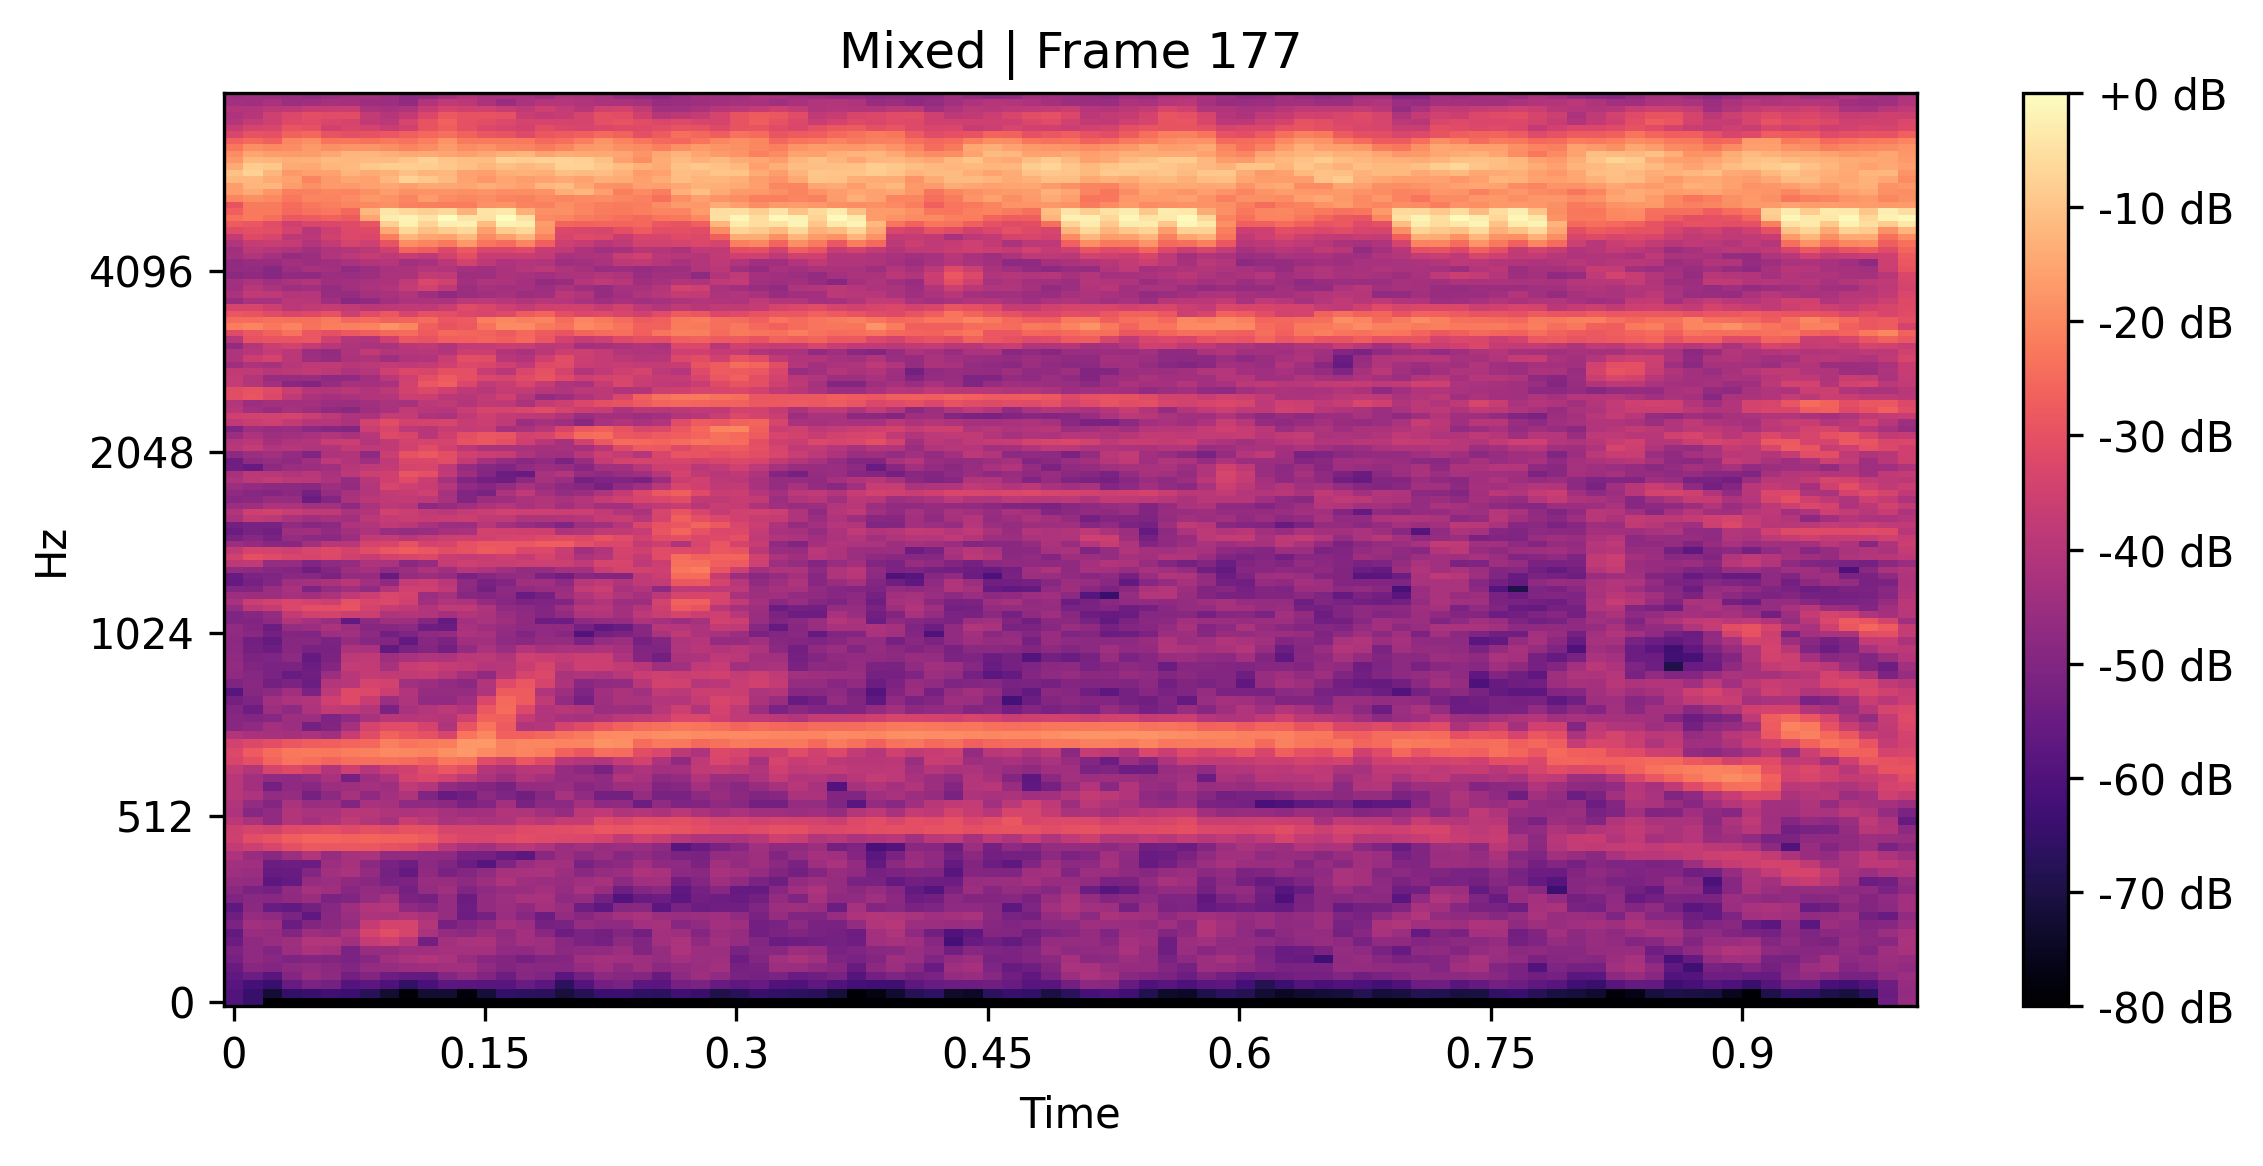 Mixed | Frame 177
+0 dB
-10 dB
-20 dB
-30 dB
-40 dB
-50 dB
-60 dB
-70 dB
-80 dB
Hz
4096
2048
1024
512
0
0 0.15 0.3 0.45 0.6 0.75 0.9
Time